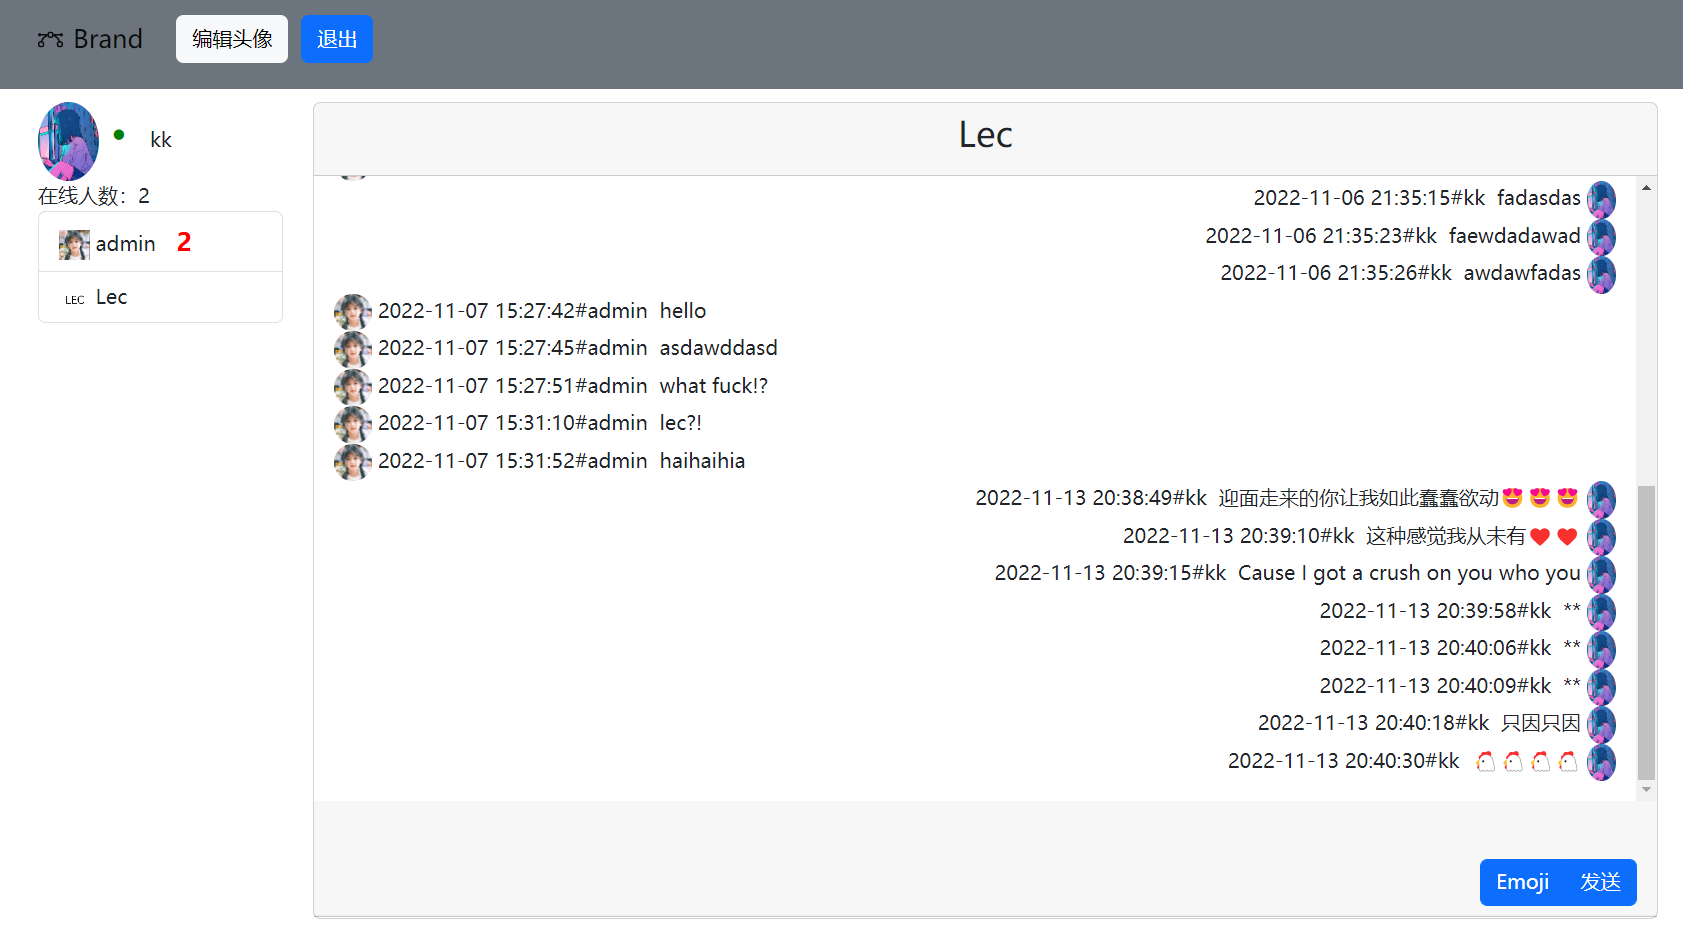 Brand 编辑头像 退出
kk
在线人数：2
admin 2
LEC Lec
Lec
2022-11-06 21:35:15#kk fadasdas
2022-11-06 21:35:23#kk faewdadawad
2022-11-06 21:35:26#kk awdawfadas
2022-11-07 15:27:42#admin hello
2022-11-07 15:27:45#admin asdawddasd
2022-11-07 15:27:51#admin what fuck!?
2022-11-07 15:31:10#admin lec?!
2022-11-07 15:31:52#admin haihaihia
2022-11-13 20:38:49#kk 迎面走来的你让我如此蠢蠢欲动😍😍😍
2022-11-13 20:39:10#kk 这种感觉我从未有❤️❤️
2022-11-13 20:39:15#kk Cause I got a crush on you who you
2022-11-13 20:39:58#kk **
2022-11-13 20:40:06#kk **
2022-11-13 20:40:09#kk **
2022-11-13 20:40:18#kk 只因只因
2022-11-13 20:40:30#kk 🐔🐔🐔🐔
Emoji 发送